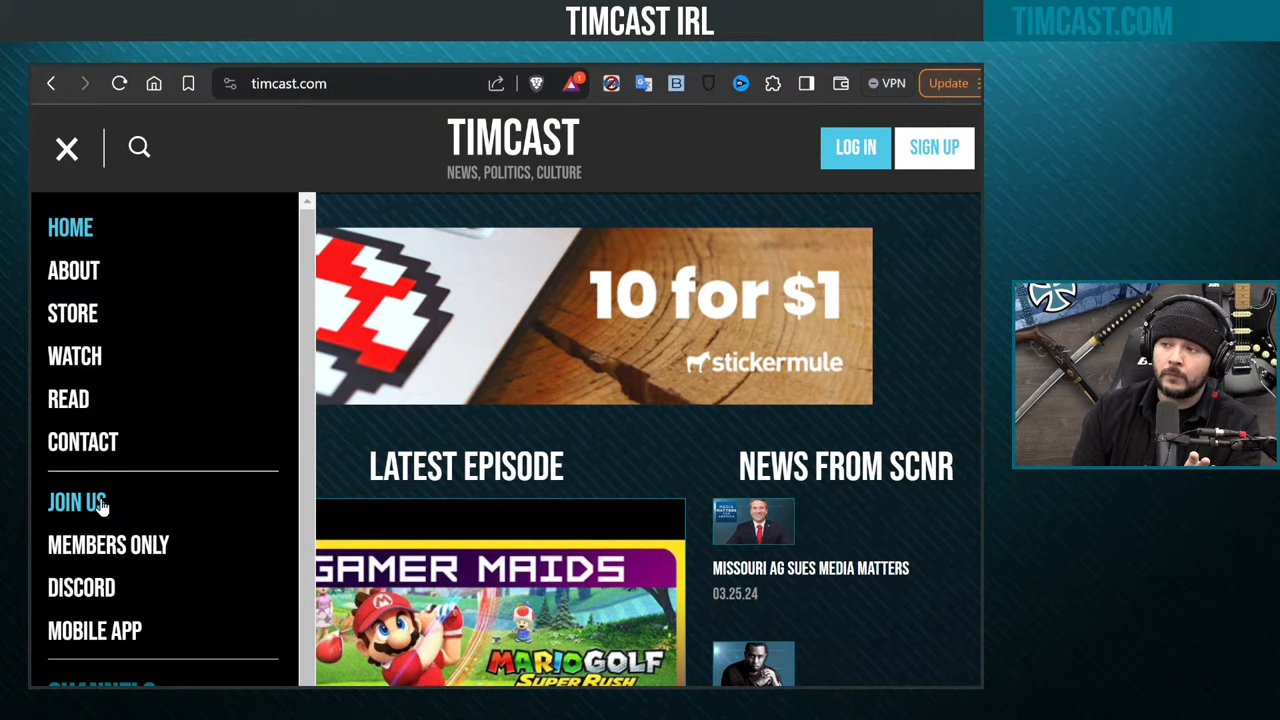 TIMCAST IRL
TIMCAST.COM
timcast.com
1
VPN
Update
TIMCAST
NEWS, POLITICS, CULTURE
LOG IN
SIGN UP
HOME
ABOUT
STORE
WATCH
READ
CONTACT
JOIN US
MEMBERS ONLY
DISCORD
MOBILE APP
CHANNELS
10 for $1
stickermule
LATEST EPISODE
GAMER MAIDS
MARIO GOLF
SUPER RUSH
NEWS FROM SCNR
MISSOURI AG SUES MEDIA MATTERS
03.25.24